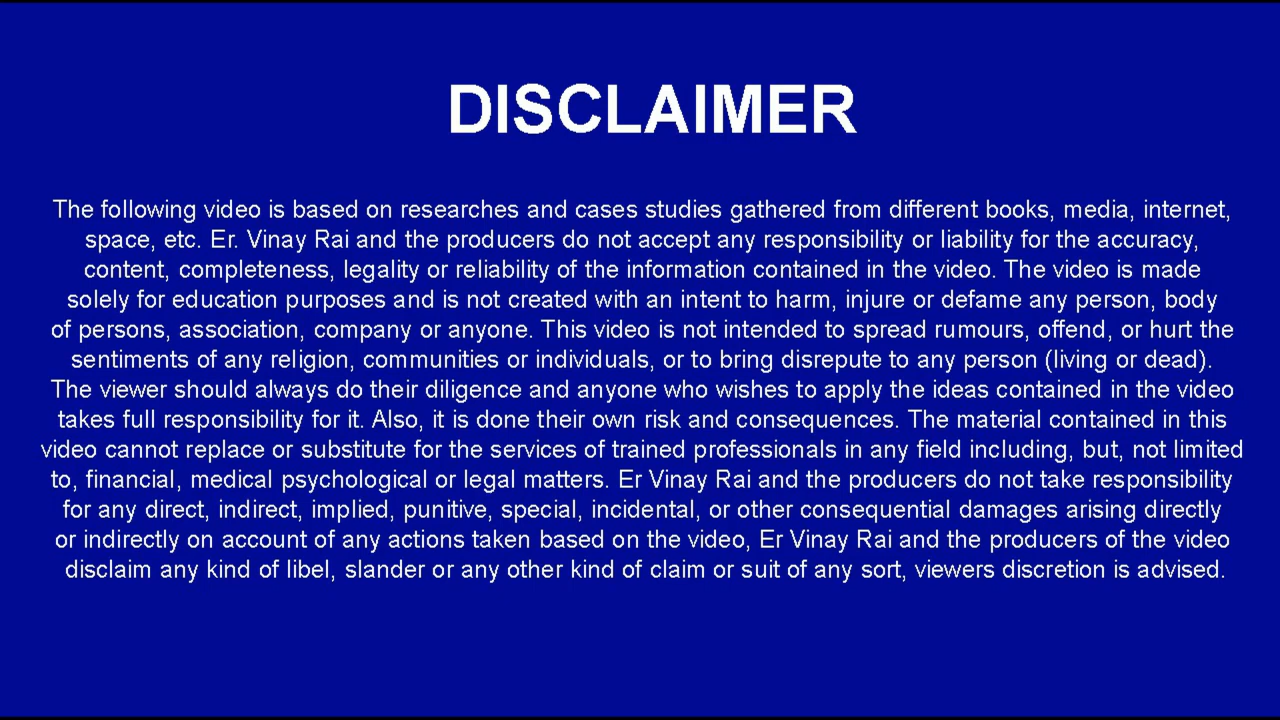 DISCLAIMER
The following video is based on researches and cases studies gathered from different books, media, internet,
space, etc. Er. Vinay Rai and the producers do not accept any responsibility or liability for the accuracy,
content, completeness, legality or reliability of the information contained in the video. The video is made
solely for education purposes and is not created with an intent to harm, injure or defame any person, body
of persons, association, company or anyone. This video is not intended to spread rumours, offend, or hurt the
sentiments of any religion, communities or individuals, or to bring disrepute to any person (living or dead).
The viewer should always do their diligence and anyone who wishes to apply the ideas contained in the video
takes full responsibility for it. Also, it is done their own risk and consequences. The material contained in this
video cannot replace or substitute for the services of trained professionals in any field including, but, not limited
to, financial, medical psychological or legal matters. Er Vinay Rai and the producers do not take responsibility
for any direct, indirect, implied, punitive, special, incidental, or other consequential damages arising directly
or indirectly on account of any actions taken based on the video, Er Vinay Rai and the producers of the video
disclaim any kind of libel, slander or any other kind of claim or suit of any sort, viewers discretion is advised.